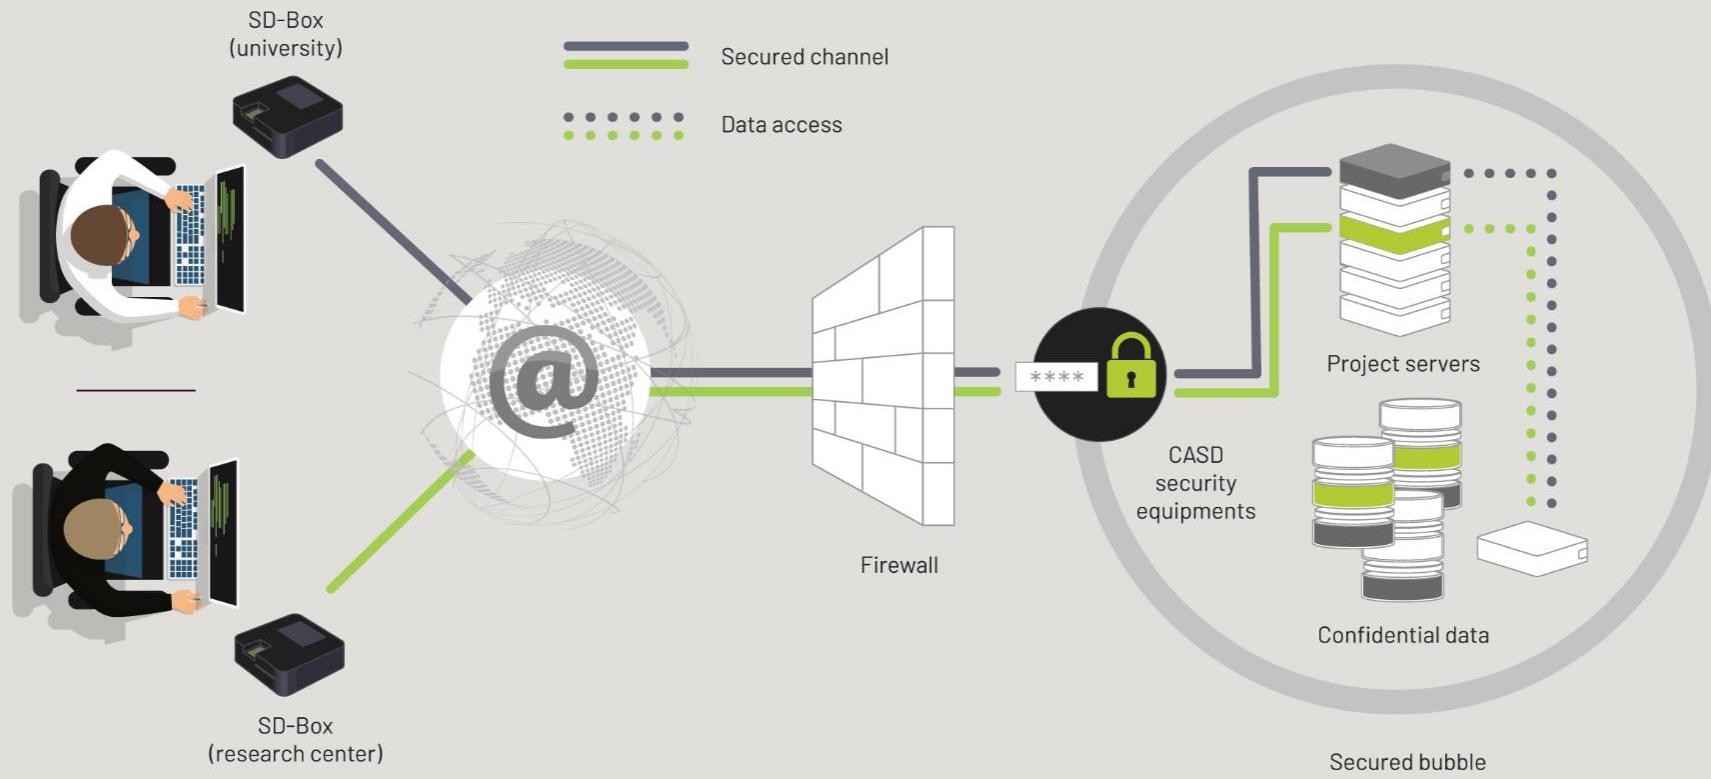 SD-Box
(university)
Secured channel
Data access
@
****
Project servers
CASD
security
equipments
Firewall
Confidential data
SD-Box
(research center)
Secured bubble